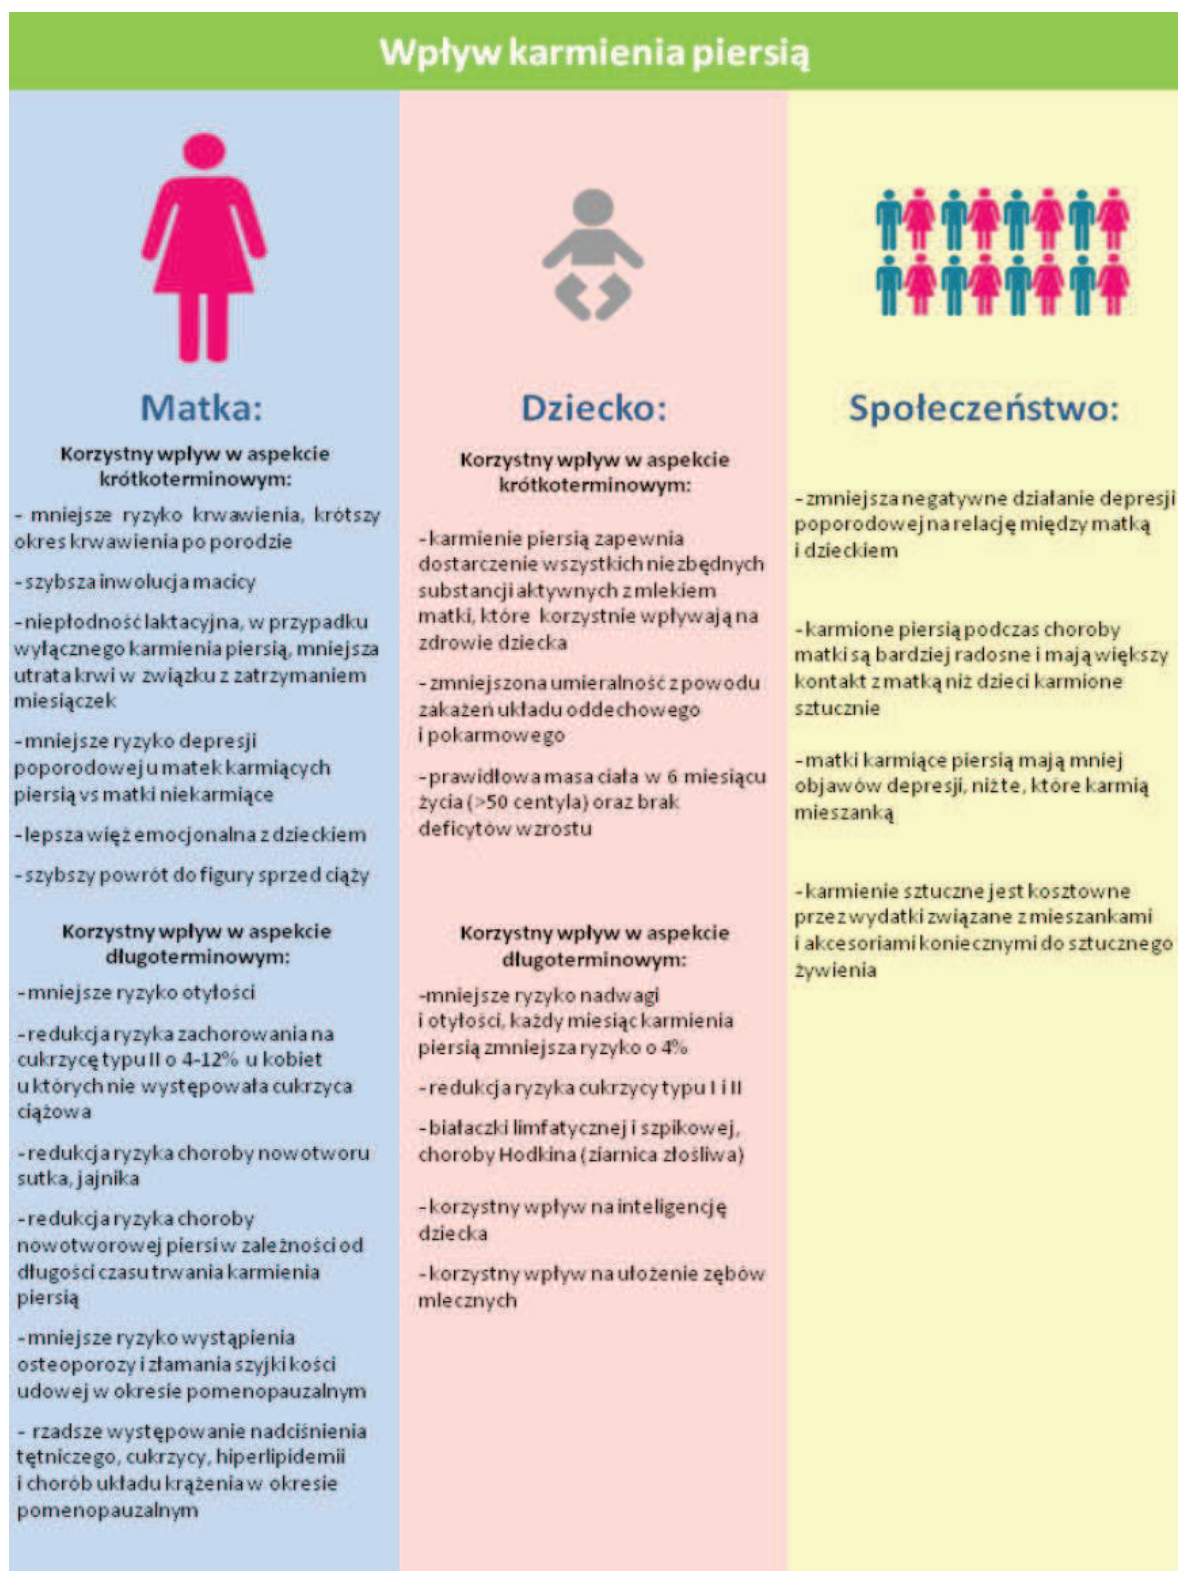 Wpływ karmienia piersią
Matka:
Korzystny wpływ w aspekcie
krótkoterminowym:
- mniejsze ryzyko krwawienia, krótszy
okres krwawienia po porodzie
- szybsza inwolucja macicy
- niepłodność laktacyjna, w przypadku
wyłącznego karmienia piersią, mniejsza
utrata krwi w związku z zatrzymaniem
miesiączek
- mniejsze ryzyko depresji
poporodowej u matek karmiących
piersią vs matki niekarmiące
- lepsza więź emocjonalna z dzieckiem
- szybszy powrót do figury sprzed ciąży
Korzystny wpływ w aspekcie
długoterminowym:
- mniejsze ryzyko otyłości
- redukcja ryzyka zachorowania na
cukrzycę typu II o 4-12% u kobiet
u których nie występowała cukrzyca
ciążowa
- redukcja ryzyka choroby nowotworu
sutka, jajnika
- redukcja ryzyka choroby
nowotworowej piersi w zależności od
długości czasu trwania karmienia
piersią
- mniejsze ryzyko wystąpienia
osteoporozy i złamania szyjki kości
udowej w okresie pomenopauzalnym
- rzadsze występowanie nadciśnienia
tętniczego, cukrzycy, hiperlipidemii
i chorób układu krążenia w okresie
pomenopauzalnym
Dziecko:
Korzystny wpływ w aspekcie
krótkoterminowym:
- karmienie piersią zapewnia
dostarczenie wszystkich niezbędnych
substancji aktywnych z mlekiem
matki, które korzystnie wpływają na
zdrowie dziecka
- zmniejszona umieralność z powodu
zakażeń układu oddechowego
i pokarmowego
- prawidłowa masa ciała w 6 miesiącu
życia (>50 centyla) oraz brak
deficytów wzrostu
Korzystny wpływ w aspekcie
długoterminowym:
-mniejsze ryzyko nadwagi
i otyłości, każdy miesiąc karmienia
piersią zmniejsza ryzyko o 4%
- redukcja ryzyka cukrzycy typu I i II
- białaczki limfatycznej i szpikowej,
choroby Hodkina (ziarnica złośliwa)
- korzystny wpływ na inteligencję
dziecka
- korzystny wpływ na ułożenie zębów
mlecznych
Społeczeństwo:
- zmniejsza negatywne działanie depresji
poporodowej na relację między matką
i dzieckiem
- karmione piersią podczas choroby
matki są bardziej radosne i mają większy
kontakt z matką niż dzieci karmione
sztucznie
- matki karmiące piersią mają mniej
objawów depresji, niż te, które karmią
mieszanką
- karmienie sztuczne jest kosztowne
przez wydatki związane z mieszankami
i akcesoriami koniecznymi do sztucznego
żywienia